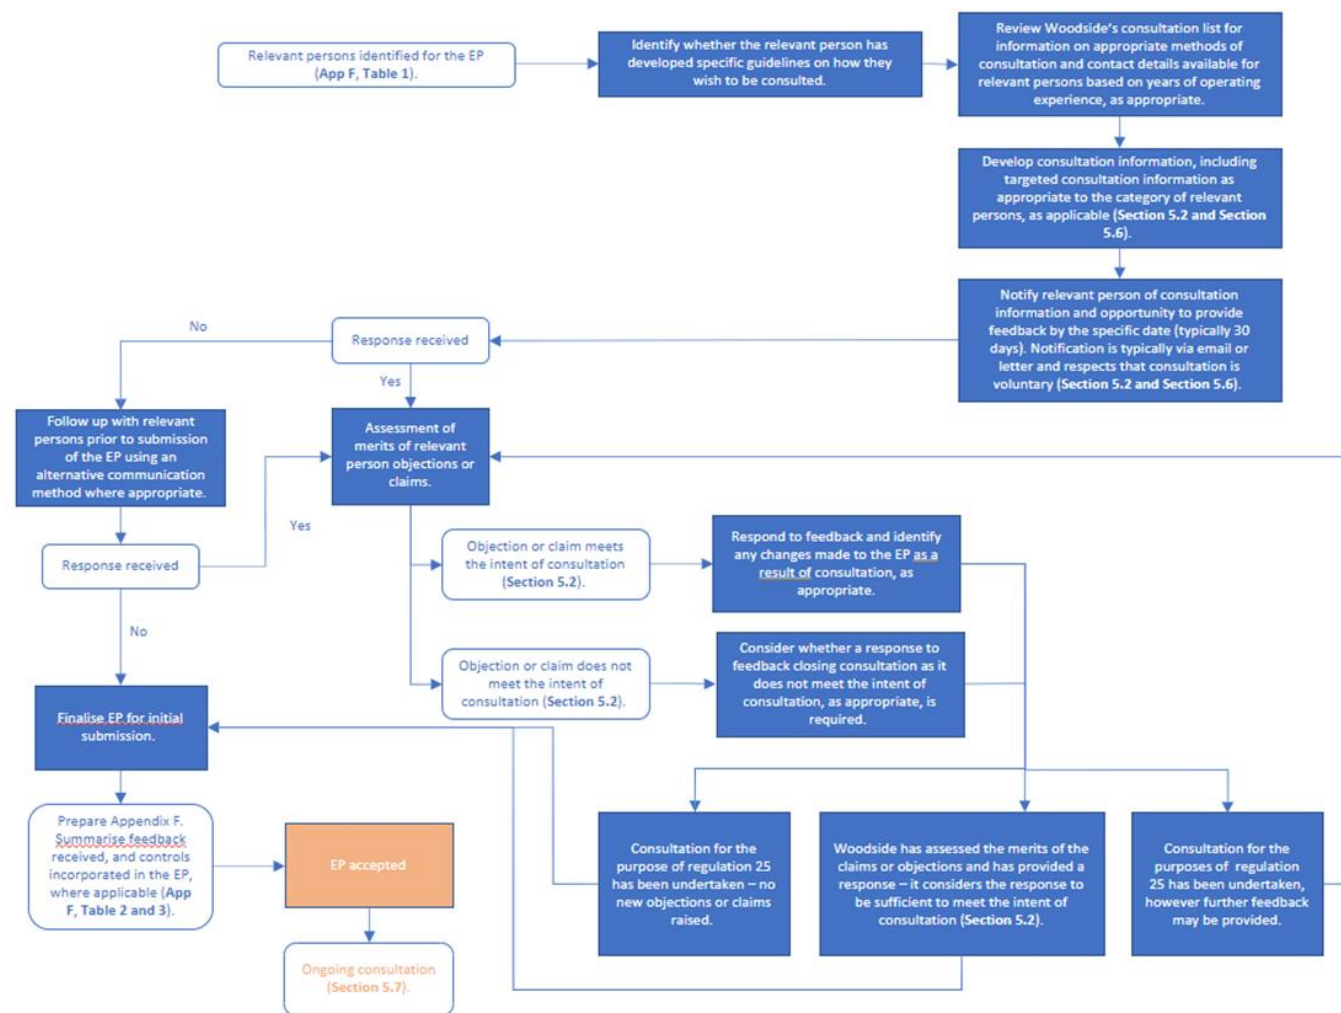 Relevant persons identified for the EP
(App F, Table 1).
Identify whether the relevant person has
developed specific guidelines on how they
wish to be consulted.
Review Woodside's consultation list for
information on appropriate methods of
consultation and contact details available for
relevant persons based on years of operating
experience, as appropriate.
Develop consultation information, including
targeted consultation information as
appropriate to the category of relevant
persons, as applicable (Section 5.2 and Section
5.6).
Notify relevant person of consultation
information and opportunity to provide
feedback by the specific date (typically 30
days). Notification is typically via email or
letter and respects that consultation is
voluntary (Section 5.2 and Section 5.6).
Response received
No
Yes
Follow up with relevant
persons prior to submission
of the EP using an
alternative communication
method where appropriate.
Assessment of
merits of relevant
person objections or
claims.
Response received
Yes
No
Objection or claim meets
the intent of consultation
(Section 5.2).
Respond to feedback and identify
any changes made to the EP as a
result of consultation, as
appropriate.
Objection or claim does not
meet the intent of
consultation (Section 5.2).
Consider whether a response to
feedback closing consultation as it
does not meet the intent of
consultation, as appropriate, is
required.
Finalise EP for initial
submission.
Prepare Appendix F.
Summarise feedback
received, and controls
incorporated in the EP,
where applicable (App
F, Table 2 and 3).
EP accepted
Ongoing consultation
(Section 5.7).
Consultation for the
purpose of regulation 25
has been undertaken – no
new objections or claims
raised.
Woodside has assessed the merits of the
claims or objections and has provided a
response – it considers the response to
be sufficient to meet the intent of
consultation (Section 5.2).
Consultation for the
purposes of regulation
25 has been undertaken,
however further feedback
may be provided.